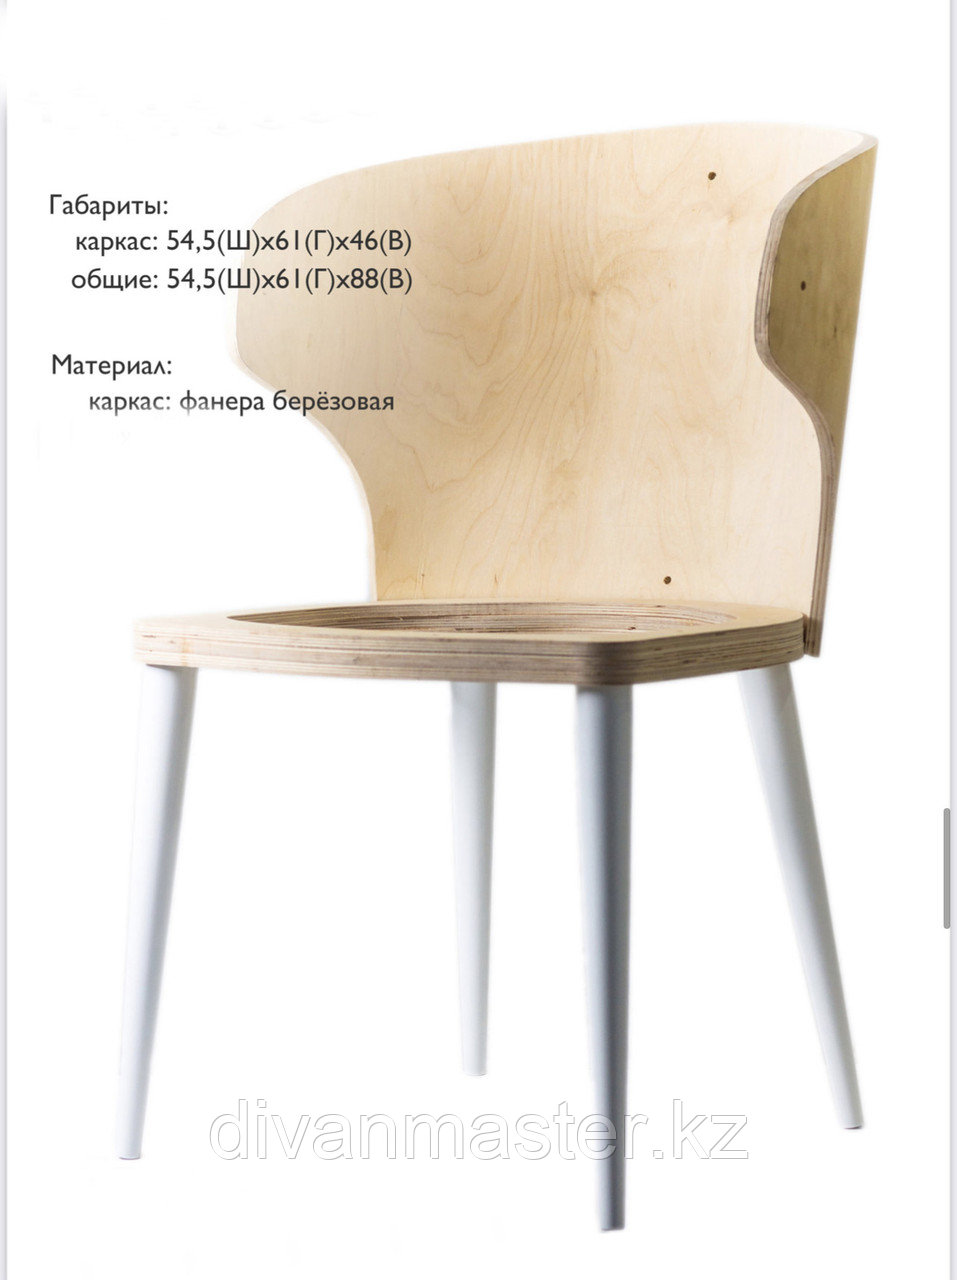 Габариты:
каркас: 54,5(Ш)х61(Г)х46(В)
общие: 54,5(Ш)х61(Г)х88(В)
Материал:
каркас: фанера берёзовая
divanmaster.kz